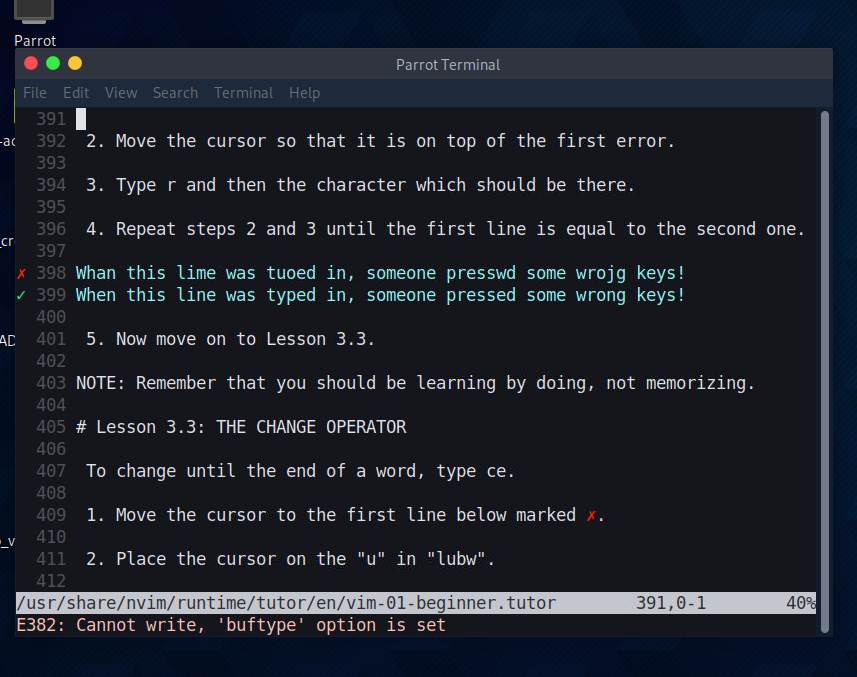 Parrot
Parrot Terminal
File Edit View Search Terminal Help
391
392 2. Move the cursor so that it is on top of the first error.
393
394 3. Type r and then the character which should be there.
395
396 4. Repeat steps 2 and 3 until the first line is equal to the second one.
397
✗ 398 Whan this lime was tuoed in, someone presswd some wrojg keys!
✓ 399 When this line was typed in, someone pressed some wrong keys!
400
401 5. Now move on to Lesson 3.3.
402
403 NOTE: Remember that you should be learning by doing, not memorizing.
404
405 # Lesson 3.3: THE CHANGE OPERATOR
406
407 To change until the end of a word, type ce.
408
409 1. Move the cursor to the first line below marked ✗.
410
411 2. Place the cursor on the "u" in "lubw".
412
/usr/share/nvim/runtime/tutor/en/vim-01-beginner.tutor 391,0-1 40%
E382: Cannot write, 'buftype' option is set